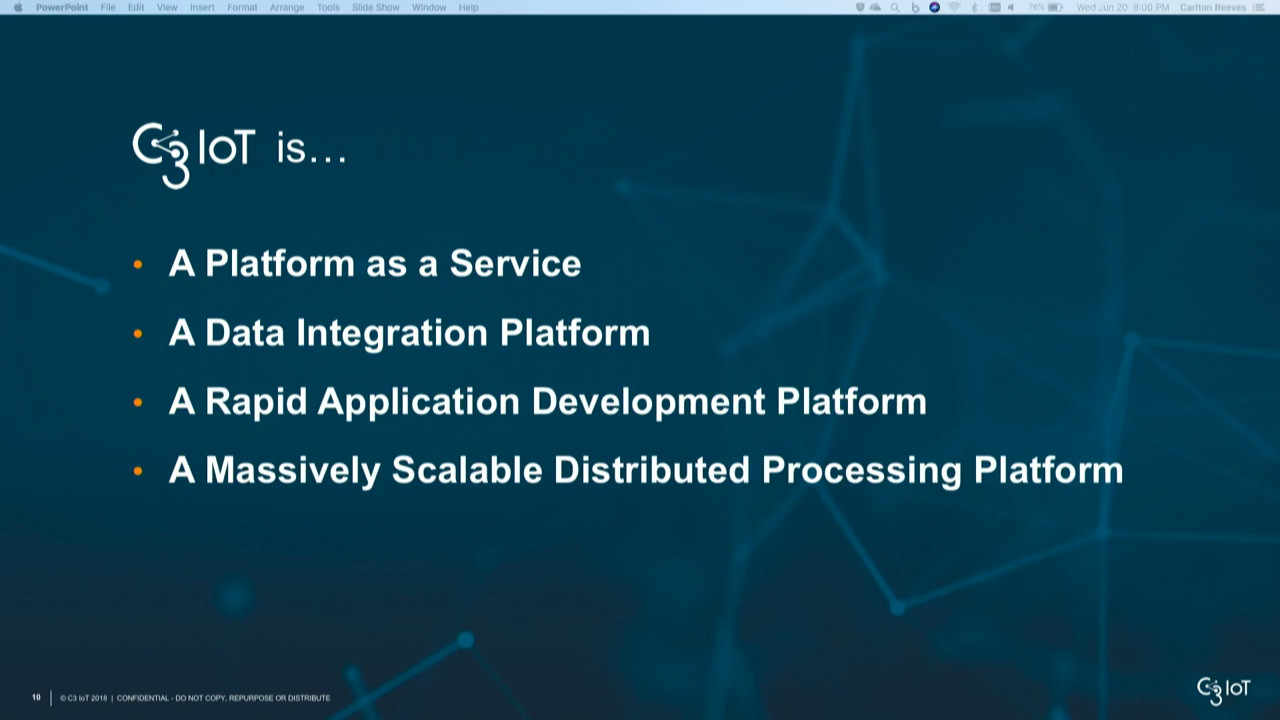 PowerPoint File Edit View Insert Format Arrange Tools Slide Show Window Help 76% Wed Jun 20 8:00 PM Carlton Reeves
C3 IoT is...
• A Platform as a Service
• A Data Integration Platform
• A Rapid Application Development Platform
• A Massively Scalable Distributed Processing Platform
10 | © C3 IoT 2018 | CONFIDENTIAL - DO NOT COPY, REPURPOSE OR DISTRIBUTE
C3 IoT